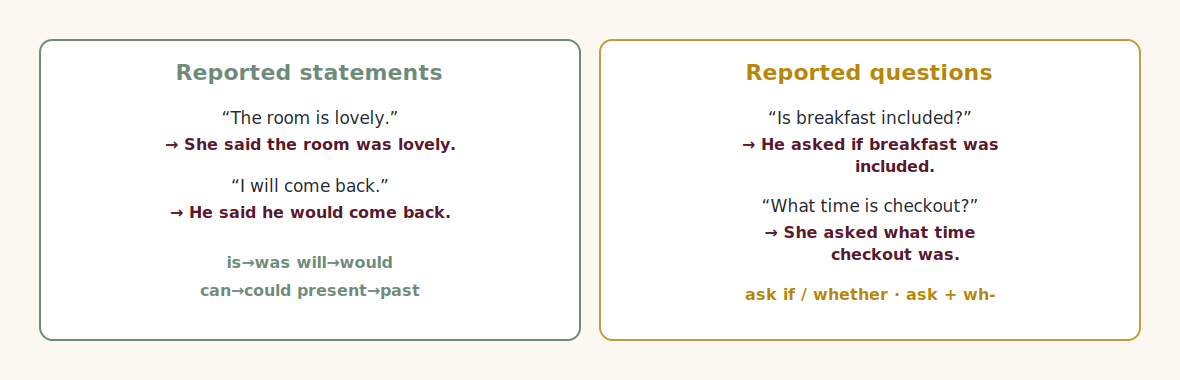 Reported statements
“The room is lovely.”
→ She said the room was lovely.
“I will come back.”
→ He said he would come back.
is→was will→would
can→could present→past
Reported questions
“Is breakfast included?”
→ He asked if breakfast was
included.
“What time is checkout?”
→ She asked what time
checkout was.
ask if / whether · ask + wh-